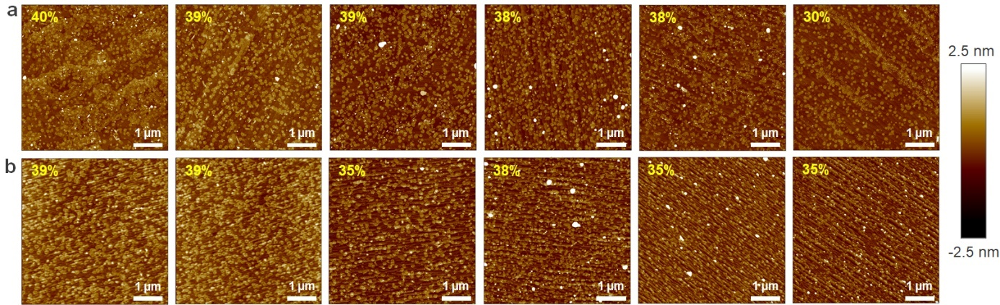 a
40%
39%
39%
38%
38%
30%
1 µm
1 µm
1 µm
1 µm
1 µm
1 µm
b
39%
39%
35%
38%
35%
35%
1 µm
1 µm
1 µm
1 µm
1 µm
1 µm
2.5 nm
-2.5 nm